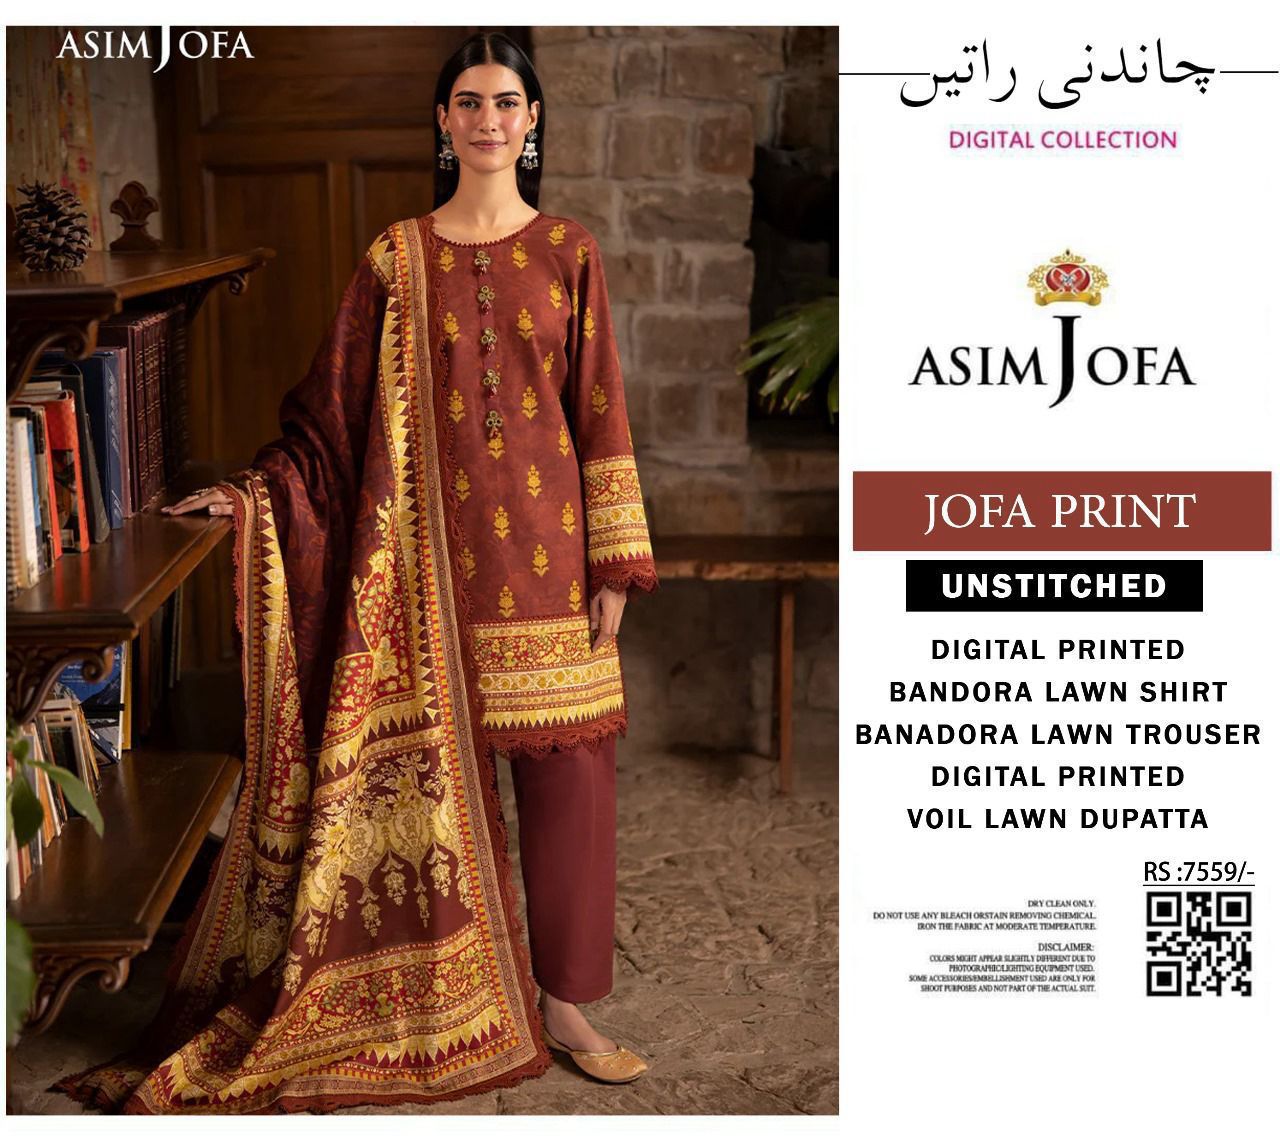 ASIM JOFA
چاندنی راتیں
DIGITAL COLLECTION
ASIM JOFA
JOFA PRINT
UNSTITCHED
DIGITAL PRINTED
BANDORA LAWN SHIRT
BANADORA LAWN TROUSER
DIGITAL PRINTED
VOIL LAWN DUPATTA
RS :7559/-
DRY CLEAN ONLY.
DO NOT USE ANY BLEACH ORSTAIN REMOVING CHEMICAL.
IRON THE FABRIC AT MODERATE TEMPERATURE.
DISCLAIMER:
COLORS MIGHT APPEAR SLIGHTLY DIFFERENT DUE TO
PHOTOGRAPHIC/LIGHTING EQUIPMENT USED.
SOME ACCESSORIES/EMBELLISHMENT USED ARE ONLY FOR
SHOOT PURPOSES AND NOT PART OF THE ACTUAL SUIT.